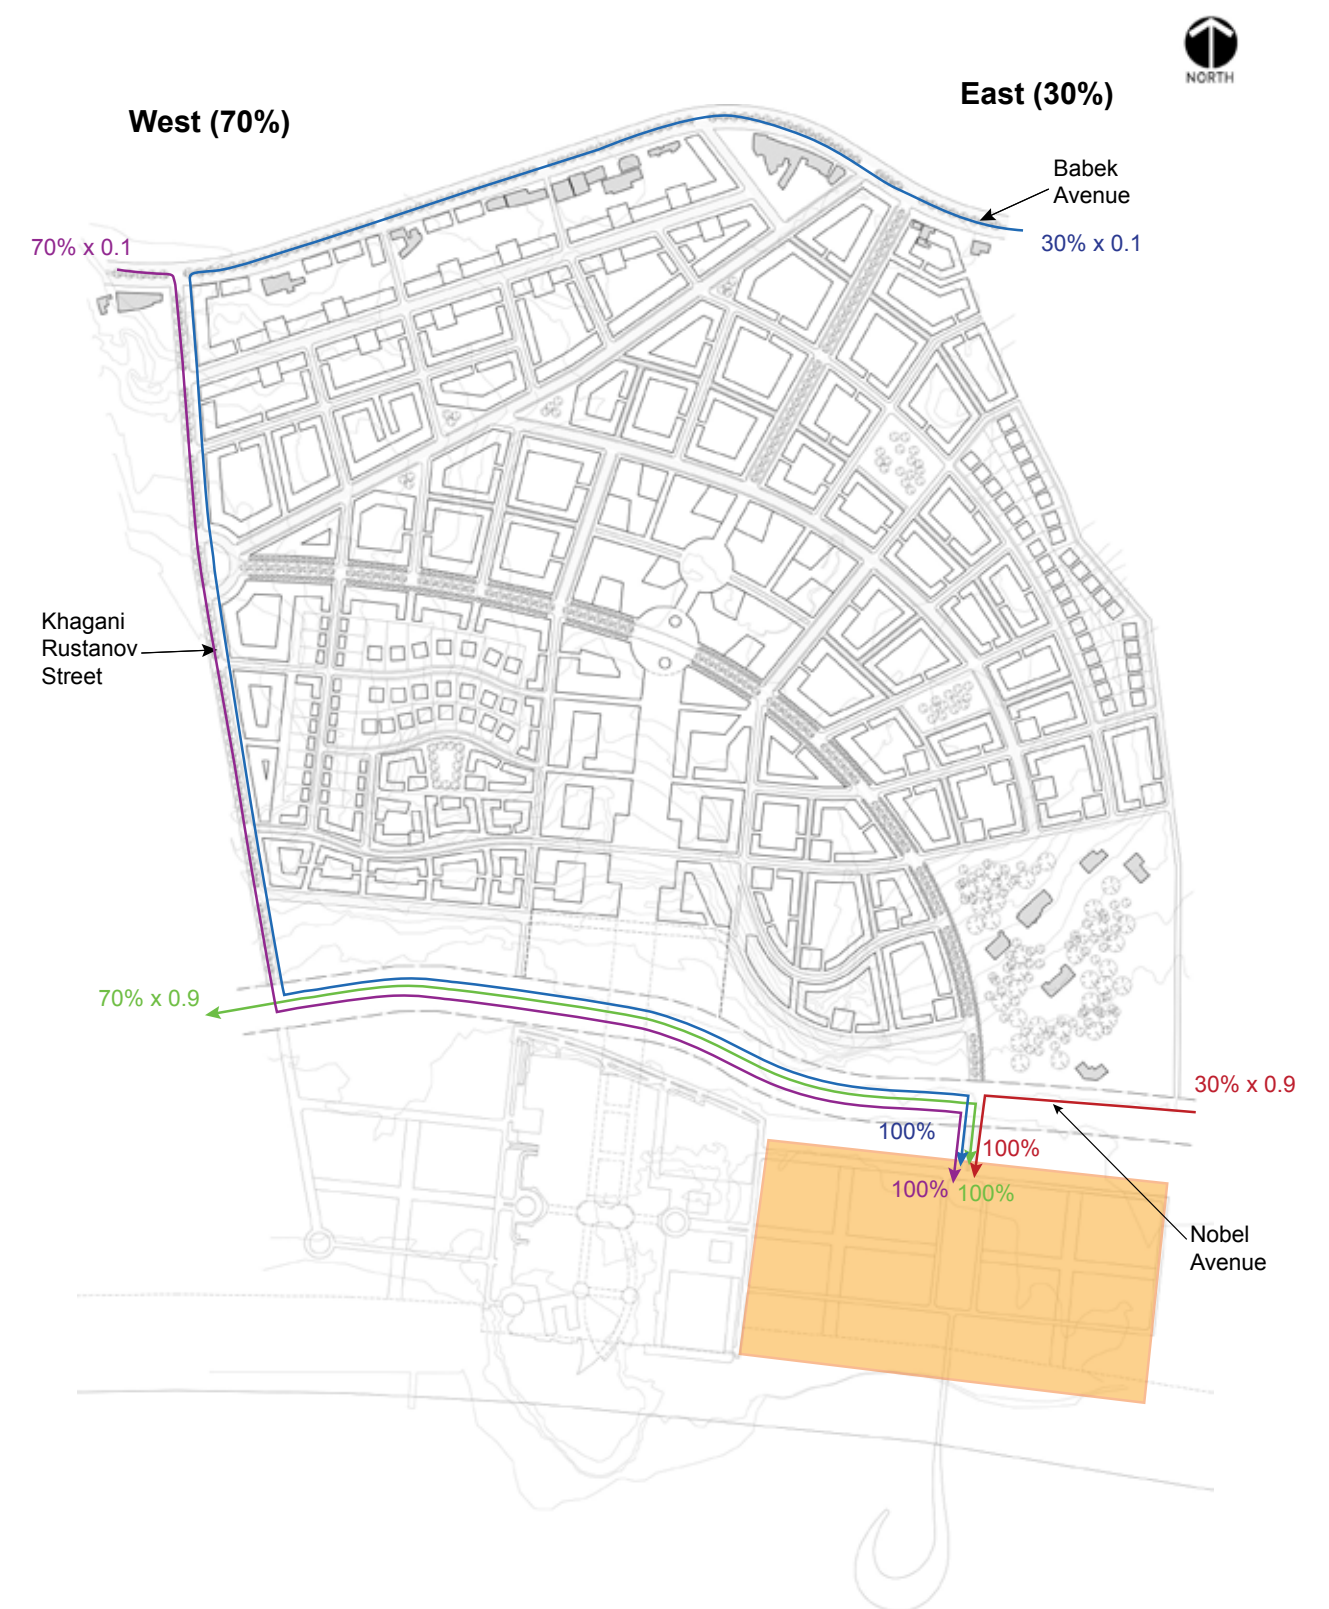 NORTH
East (30%)
West (70%)
Babek
Avenue
70% x 0.1
30% x 0.1
Khagani
Rustanov
Street
70% x 0.9
30% x 0.9
100%
100%
100%
100%
Nobel
Avenue